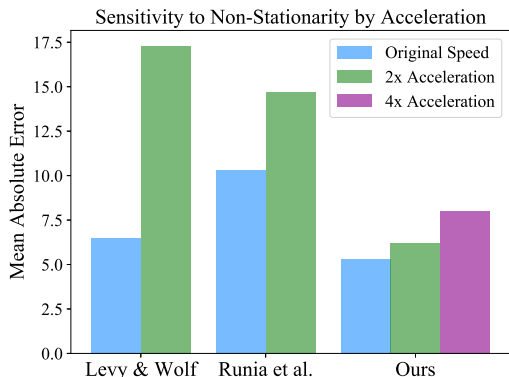 Sensitivity to Non-Stationarity by Acceleration
Mean Absolute Error
17.5
15.0
12.5
10.0
7.5
5.0
2.5
0.0
Original Speed
2x Acceleration
4x Acceleration
Levy & Wolf
Runia et al.
Ours